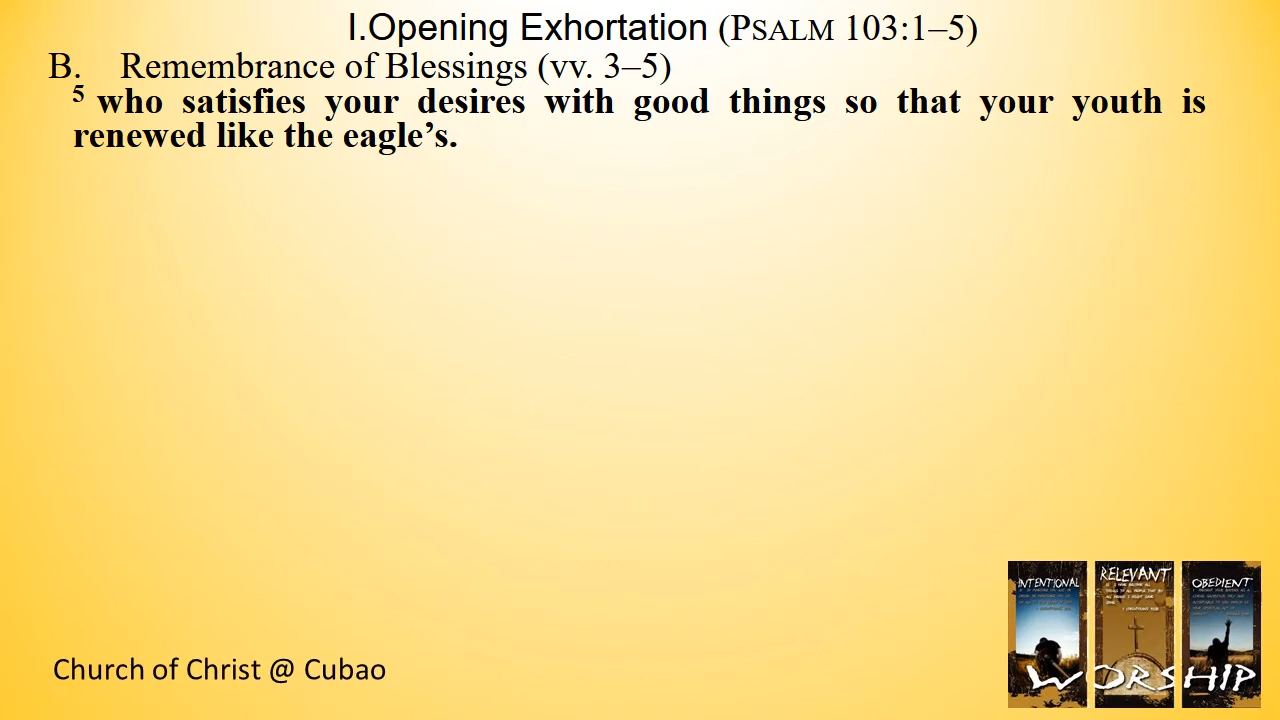 I.Opening Exhortation (PSALM 103:1–5)
B. Remembrance of Blessings (vv. 3–5)
5 who satisfies your desires with good things so that your youth is
renewed like the eagle’s.
INTENTIONAL
RELEVANT
OBEDIENT
WORSHIP
Church of Christ @ Cubao